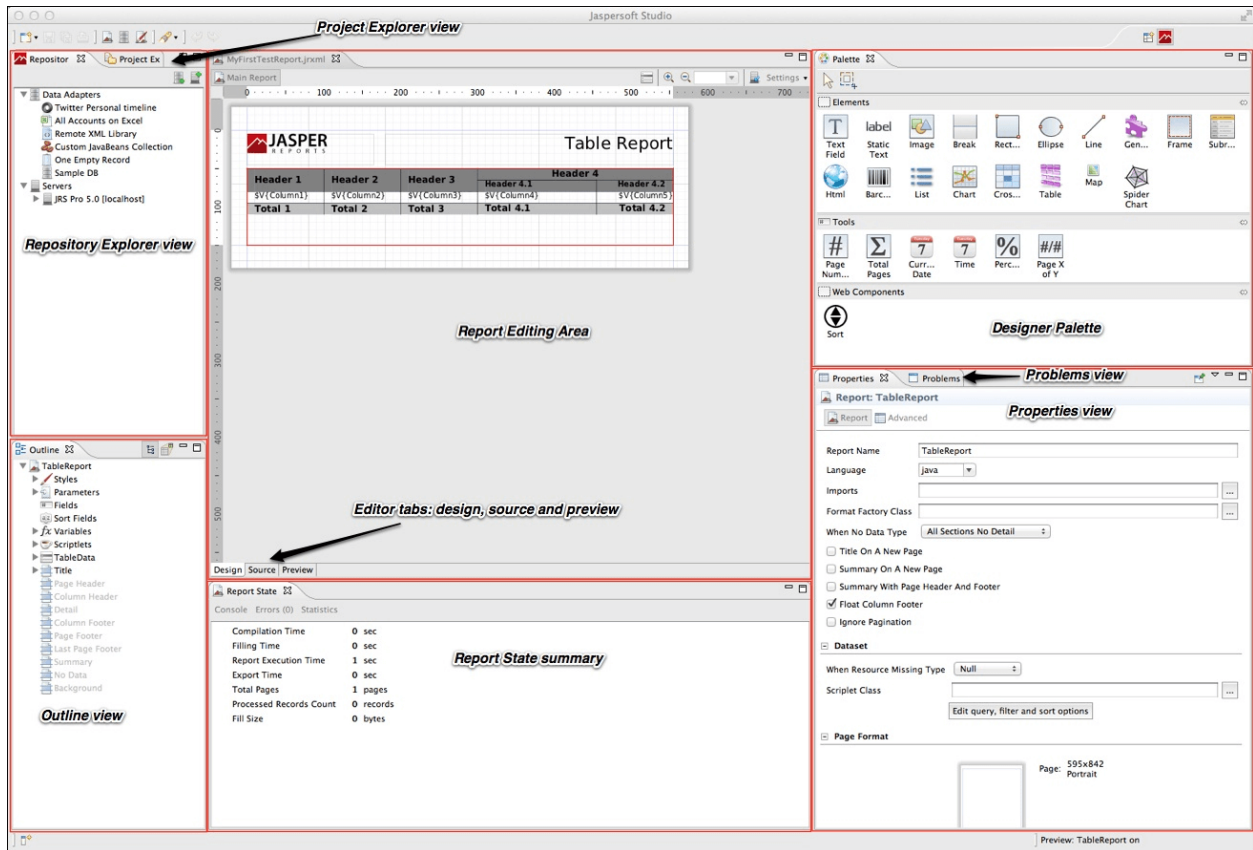 Jaspersoft Studio
Project Explorer view
Repositor
Project Ex
Data Adapters
Twitter Personal timeline
All Accounts on Excel
Remote XML Library
Custom JavaBeans Collection
One Empty Record
Sample DB
Servers
JRS Pro 5.0 [localhost]
Repository Explorer view
Outline
TableReport
Styles
Parameters
Fields
Sort Fields
fx Variables
Scriptlets
TableData
Title
Page Header
Column Header
Detail
Column Footer
Page Footer
Last Page Footer
Summary
No Data
Background
Outline view
MyFirstTestReport.jrxml
Main Report
Settings
0 100 200 300 400 500 600 700
0
100
200
300
400
500
JASPER
REPORTS
Table Report
Header 1 Header 2 Header 3 Header 4
Header 4.1 Header 4.2
$V{Column1} $V{Column2} $V{Column3} $V{Column4} $V{Column5}
Total 1 Total 2 Total 3 Total 4.1 Total 4.2
Report Editing Area
Editor tabs: design, source and preview
Design Source Preview
Report State
Console Errors (0) Statistics
Compilation Time 0 sec
Filling Time 0 sec
Report Execution Time 1 sec
Export Time 0 sec
Total Pages 1 pages
Processed Records Count 0 records
Fill Size 0 bytes
Report State summary
Palette
Elements
T label
Text Field
Static Text
Image
Break
Rect...
Ellipse
Line
Gen...
Frame
Subr...
Html
Barc...
List
Chart
Cros...
Table
Map
Spider Chart
Tools
# Σ 7 7 % #/#
Page Num...
Total Pages
Curr... Date
Time
Perc...
Page X of Y
Web Components
Sort
Designer Palette
Properties
Problems
Problems view
Report: TableReport
Properties view
Report Advanced
Report Name TableReport
Language java
Imports ...
Format Factory Class ...
When No Data Type All Sections No Detail
Title On A New Page
Summary On A New Page
Summary With Page Header And Footer
Float Column Footer
Ignore Pagination
Dataset
When Resource Missing Type Null
Scriplet Class ...
Edit query, filter and sort options
Page Format
Page: 595x842
Portrait
Preview: TableReport on